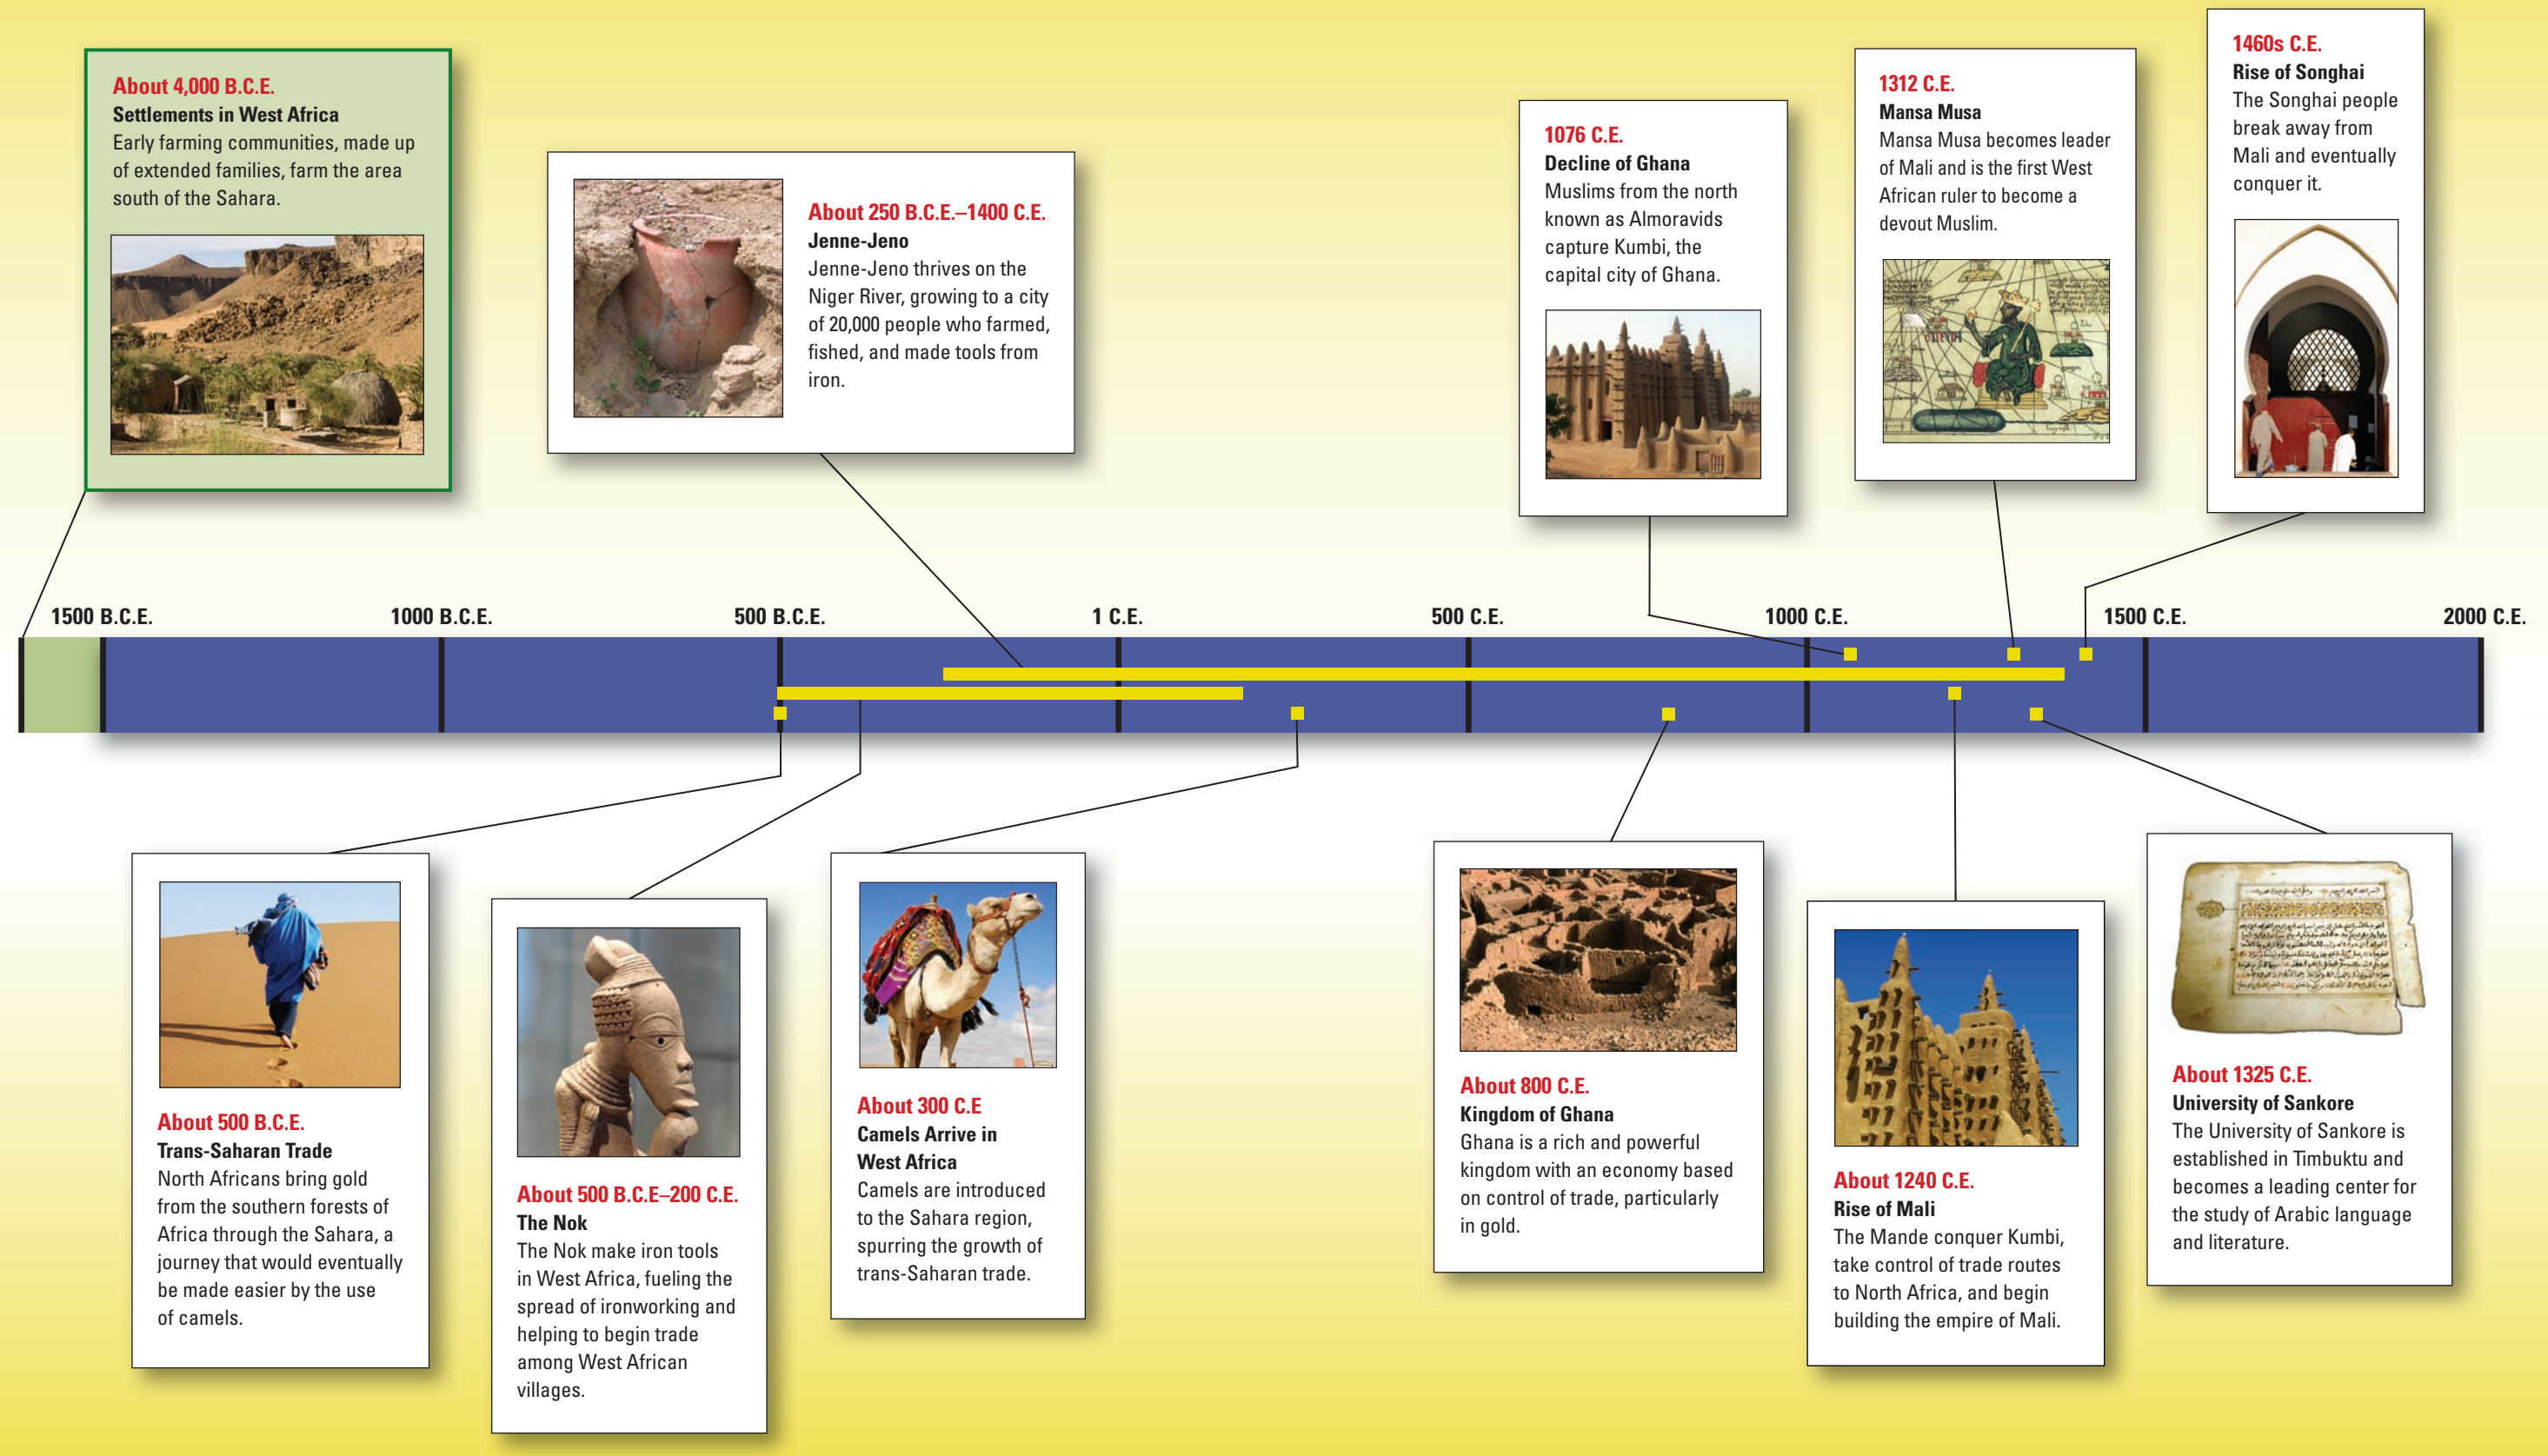 About 4,000 B.C.E.
Settlements in West Africa
Early farming communities, made up
of extended families, farm the area
south of the Sahara.
About 250 B.C.E.–1400 C.E.
Jenne-Jeno
Jenne-Jeno thrives on the
Niger River, growing to a city
of 20,000 people who farmed,
fished, and made tools from
iron.
1076 C.E.
Decline of Ghana
Muslims from the north
known as Almoravids
capture Kumbi, the
capital city of Ghana.
1312 C.E.
Mansa Musa
Mansa Musa becomes leader
of Mali and is the first West
African ruler to become a
devout Muslim.
1460s C.E.
Rise of Songhai
The Songhai people
break away from
Mali and eventually
conquer it.
1500 B.C.E.
1000 B.C.E.
500 B.C.E.
1 C.E.
500 C.E.
1000 C.E.
1500 C.E.
2000 C.E.
About 500 B.C.E.
Trans-Saharan Trade
North Africans bring gold
from the southern forests of
Africa through the Sahara, a
journey that would eventually
be made easier by the use
of camels.
About 500 B.C.E–200 C.E.
The Nok
The Nok make iron tools
in West Africa, fueling the
spread of ironworking and
helping to begin trade
among West African
villages.
About 300 C.E
Camels Arrive in
West Africa
Camels are introduced
to the Sahara region,
spurring the growth of
trans-Saharan trade.
About 800 C.E.
Kingdom of Ghana
Ghana is a rich and powerful
kingdom with an economy based
on control of trade, particularly
in gold.
About 1240 C.E.
Rise of Mali
The Mande conquer Kumbi,
take control of trade routes
to North Africa, and begin
building the empire of Mali.
About 1325 C.E.
University of Sankore
The University of Sankore is
established in Timbuktu and
becomes a leading center for
the study of Arabic language
and literature.